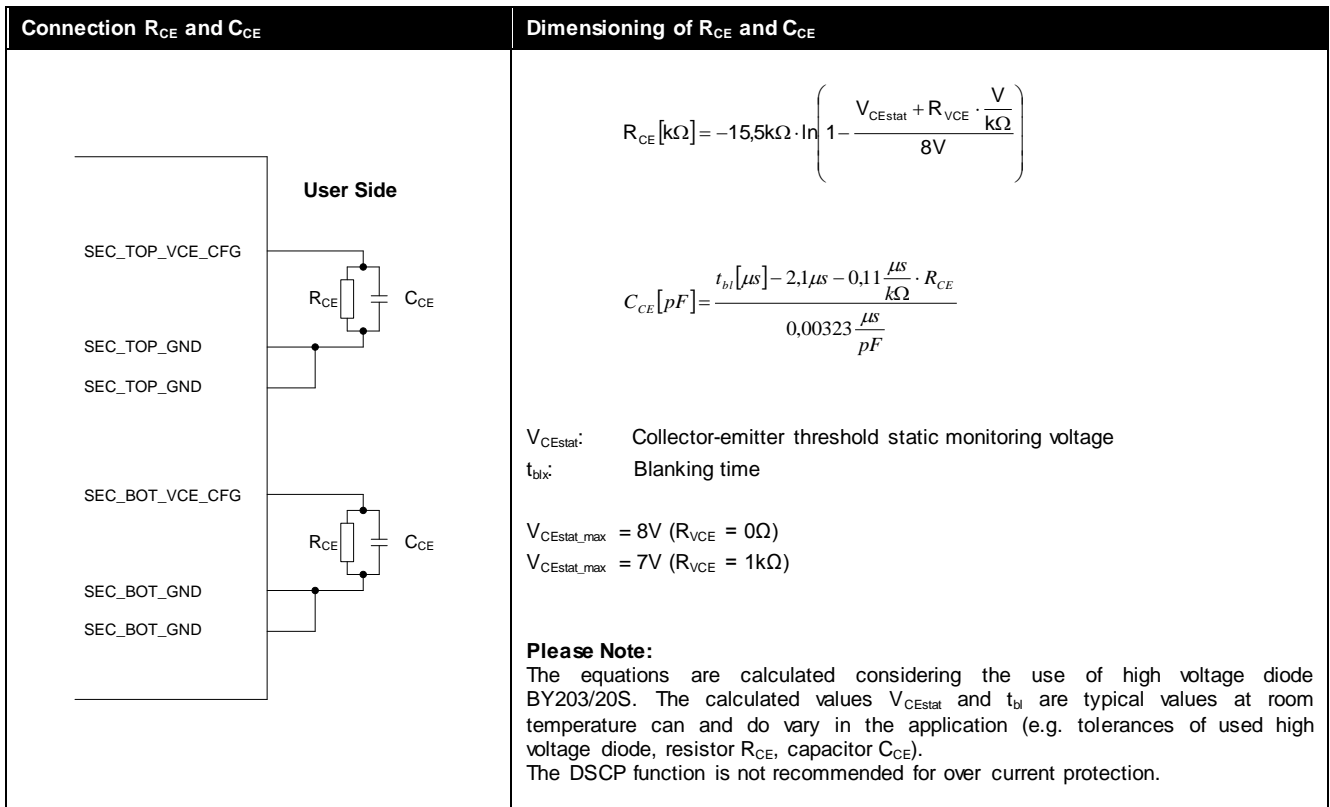 Connection R_CE and C_CE
Dimensioning of R_CE and C_CE
User Side
SEC_TOP_VCE_CFG
R_CE
C_CE
SEC_TOP_GND
SEC_TOP_GND
SEC_BOT_VCE_CFG
R_CE
C_CE
SEC_BOT_GND
SEC_BOT_GND
R_CE[kΩ] = −15,5kΩ · ln(1 − (V_CEstat + R_VCE · V/kΩ)/8V)
C_CE[pF] = (t_bl[μs] − 2,1μs − 0,11 μs/kΩ · R_CE)/(0,00323 μs/pF)
V_CEstat: Collector-emitter threshold static monitoring voltage
t_blx: Blanking time
V_CEstat_max = 8V (R_VCE = 0Ω)
V_CEstat_max = 7V (R_VCE = 1kΩ)
Please Note:
The equations are calculated considering the use of high voltage diode
BY203/20S. The calculated values V_CEstat and t_bl are typical values at room
temperature can and do vary in the application (e.g. tolerances of used high
voltage diode, resistor R_CE, capacitor C_CE).
The DSCP function is not recommended for over current protection.